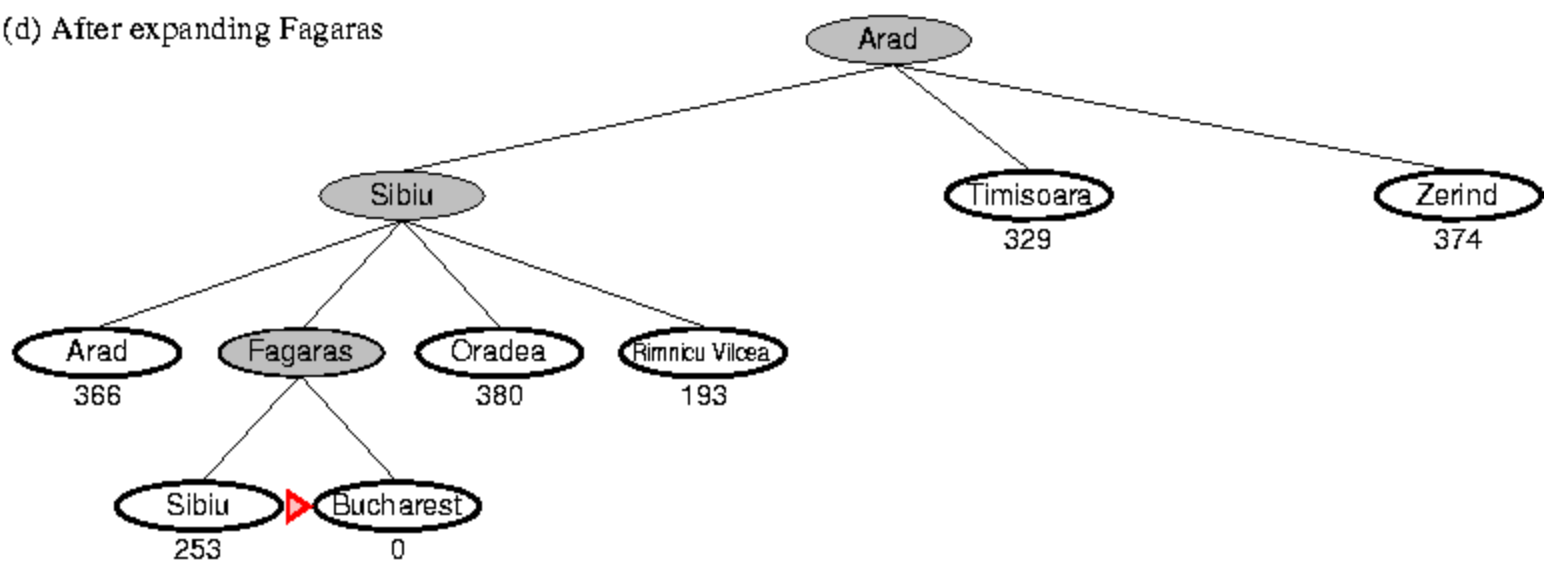 (d) After expanding Fagaras
Arad
Sibiu
Timisoara
Zerind
329
374
Arad
Fagaras
Oradea
Rimnicu Vilcea
366
380
193
Sibiu
Bucharest
253
0